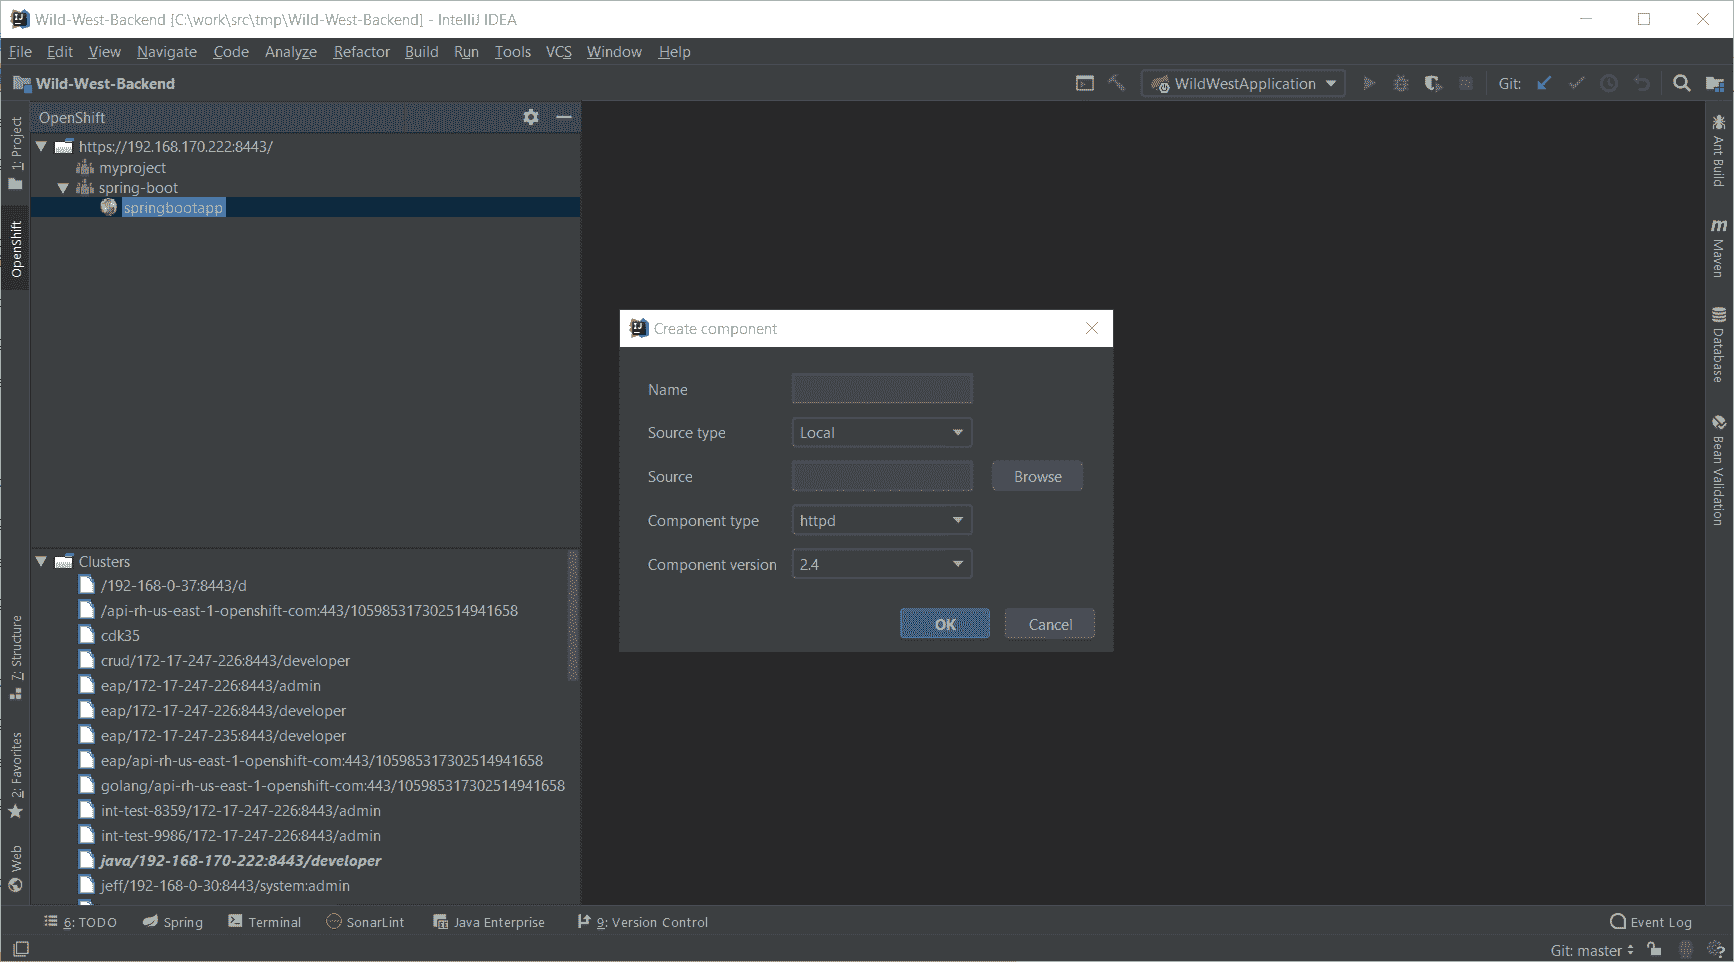 Wild-West-Backend [C:\work\src\tmp\Wild-West-Backend] - IntelliJ IDEA
File Edit View Navigate Code Analyze Refactor Build Run Tools VCS Window Help
Wild-West-Backend
WildWestApplication
Git:
OpenShift
https://192.168.170.222:8443/
myproject
spring-boot
springbootapp
1: Project
OpenShift
7: Structure
2: Favorites
Web
Clusters
/192-168-0-37:8443/d
/api-rh-us-east-1-openshift-com:443/105985317302514941658
cdk35
crud/172-17-247-226:8443/developer
eap/172-17-247-226:8443/admin
eap/172-17-247-226:8443/developer
eap/172-17-247-235:8443/developer
eap/api-rh-us-east-1-openshift-com:443/105985317302514941658
golang/api-rh-us-east-1-openshift-com:443/105985317302514941658
int-test-8359/172-17-247-226:8443/admin
int-test-9986/172-17-247-226:8443/admin
java/192-168-170-222:8443/developer
jeff/192-168-0-30:8443/system:admin
Create component
Name
Source type Local
Source Browse
Component type httpd
Component version 2.4
OK Cancel
Ant Build
Maven
Database
Bean Validation
6: TODO Spring Terminal SonarLint Java Enterprise 9: Version Control Event Log
Git: master